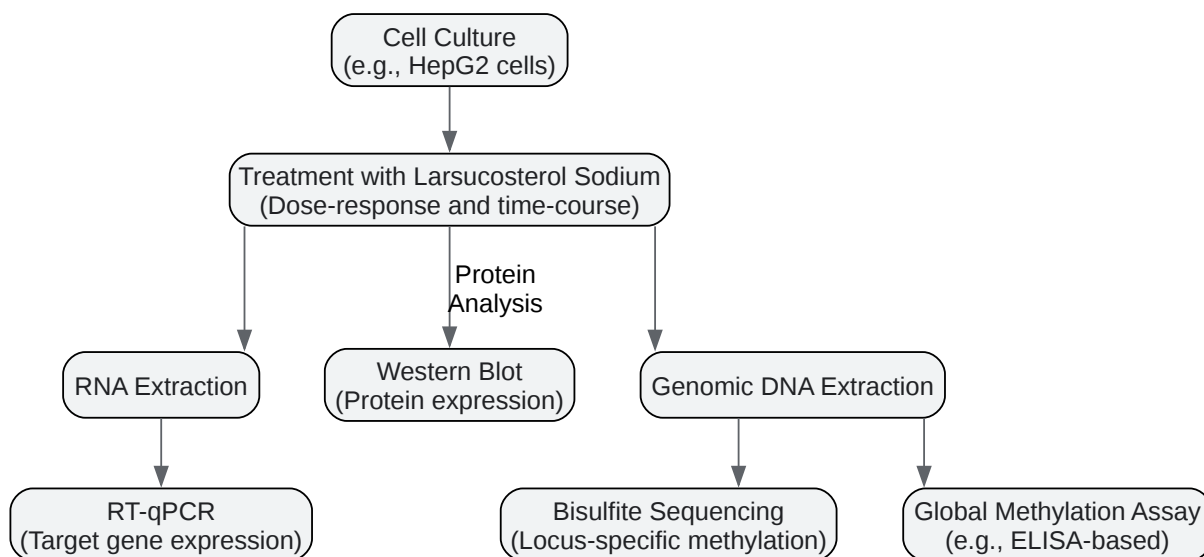 Cell Culture
(e.g., HepG2 cells)
Treatment with Larsucosterol Sodium
(Dose-response and time-course)
Protein
Analysis
RNA Extraction
Western Blot
(Protein expression)
Genomic DNA Extraction
RT-qPCR
(Target gene expression)
Bisulfite Sequencing
(Locus-specific methylation)
Global Methylation Assay
(e.g., ELISA-based)